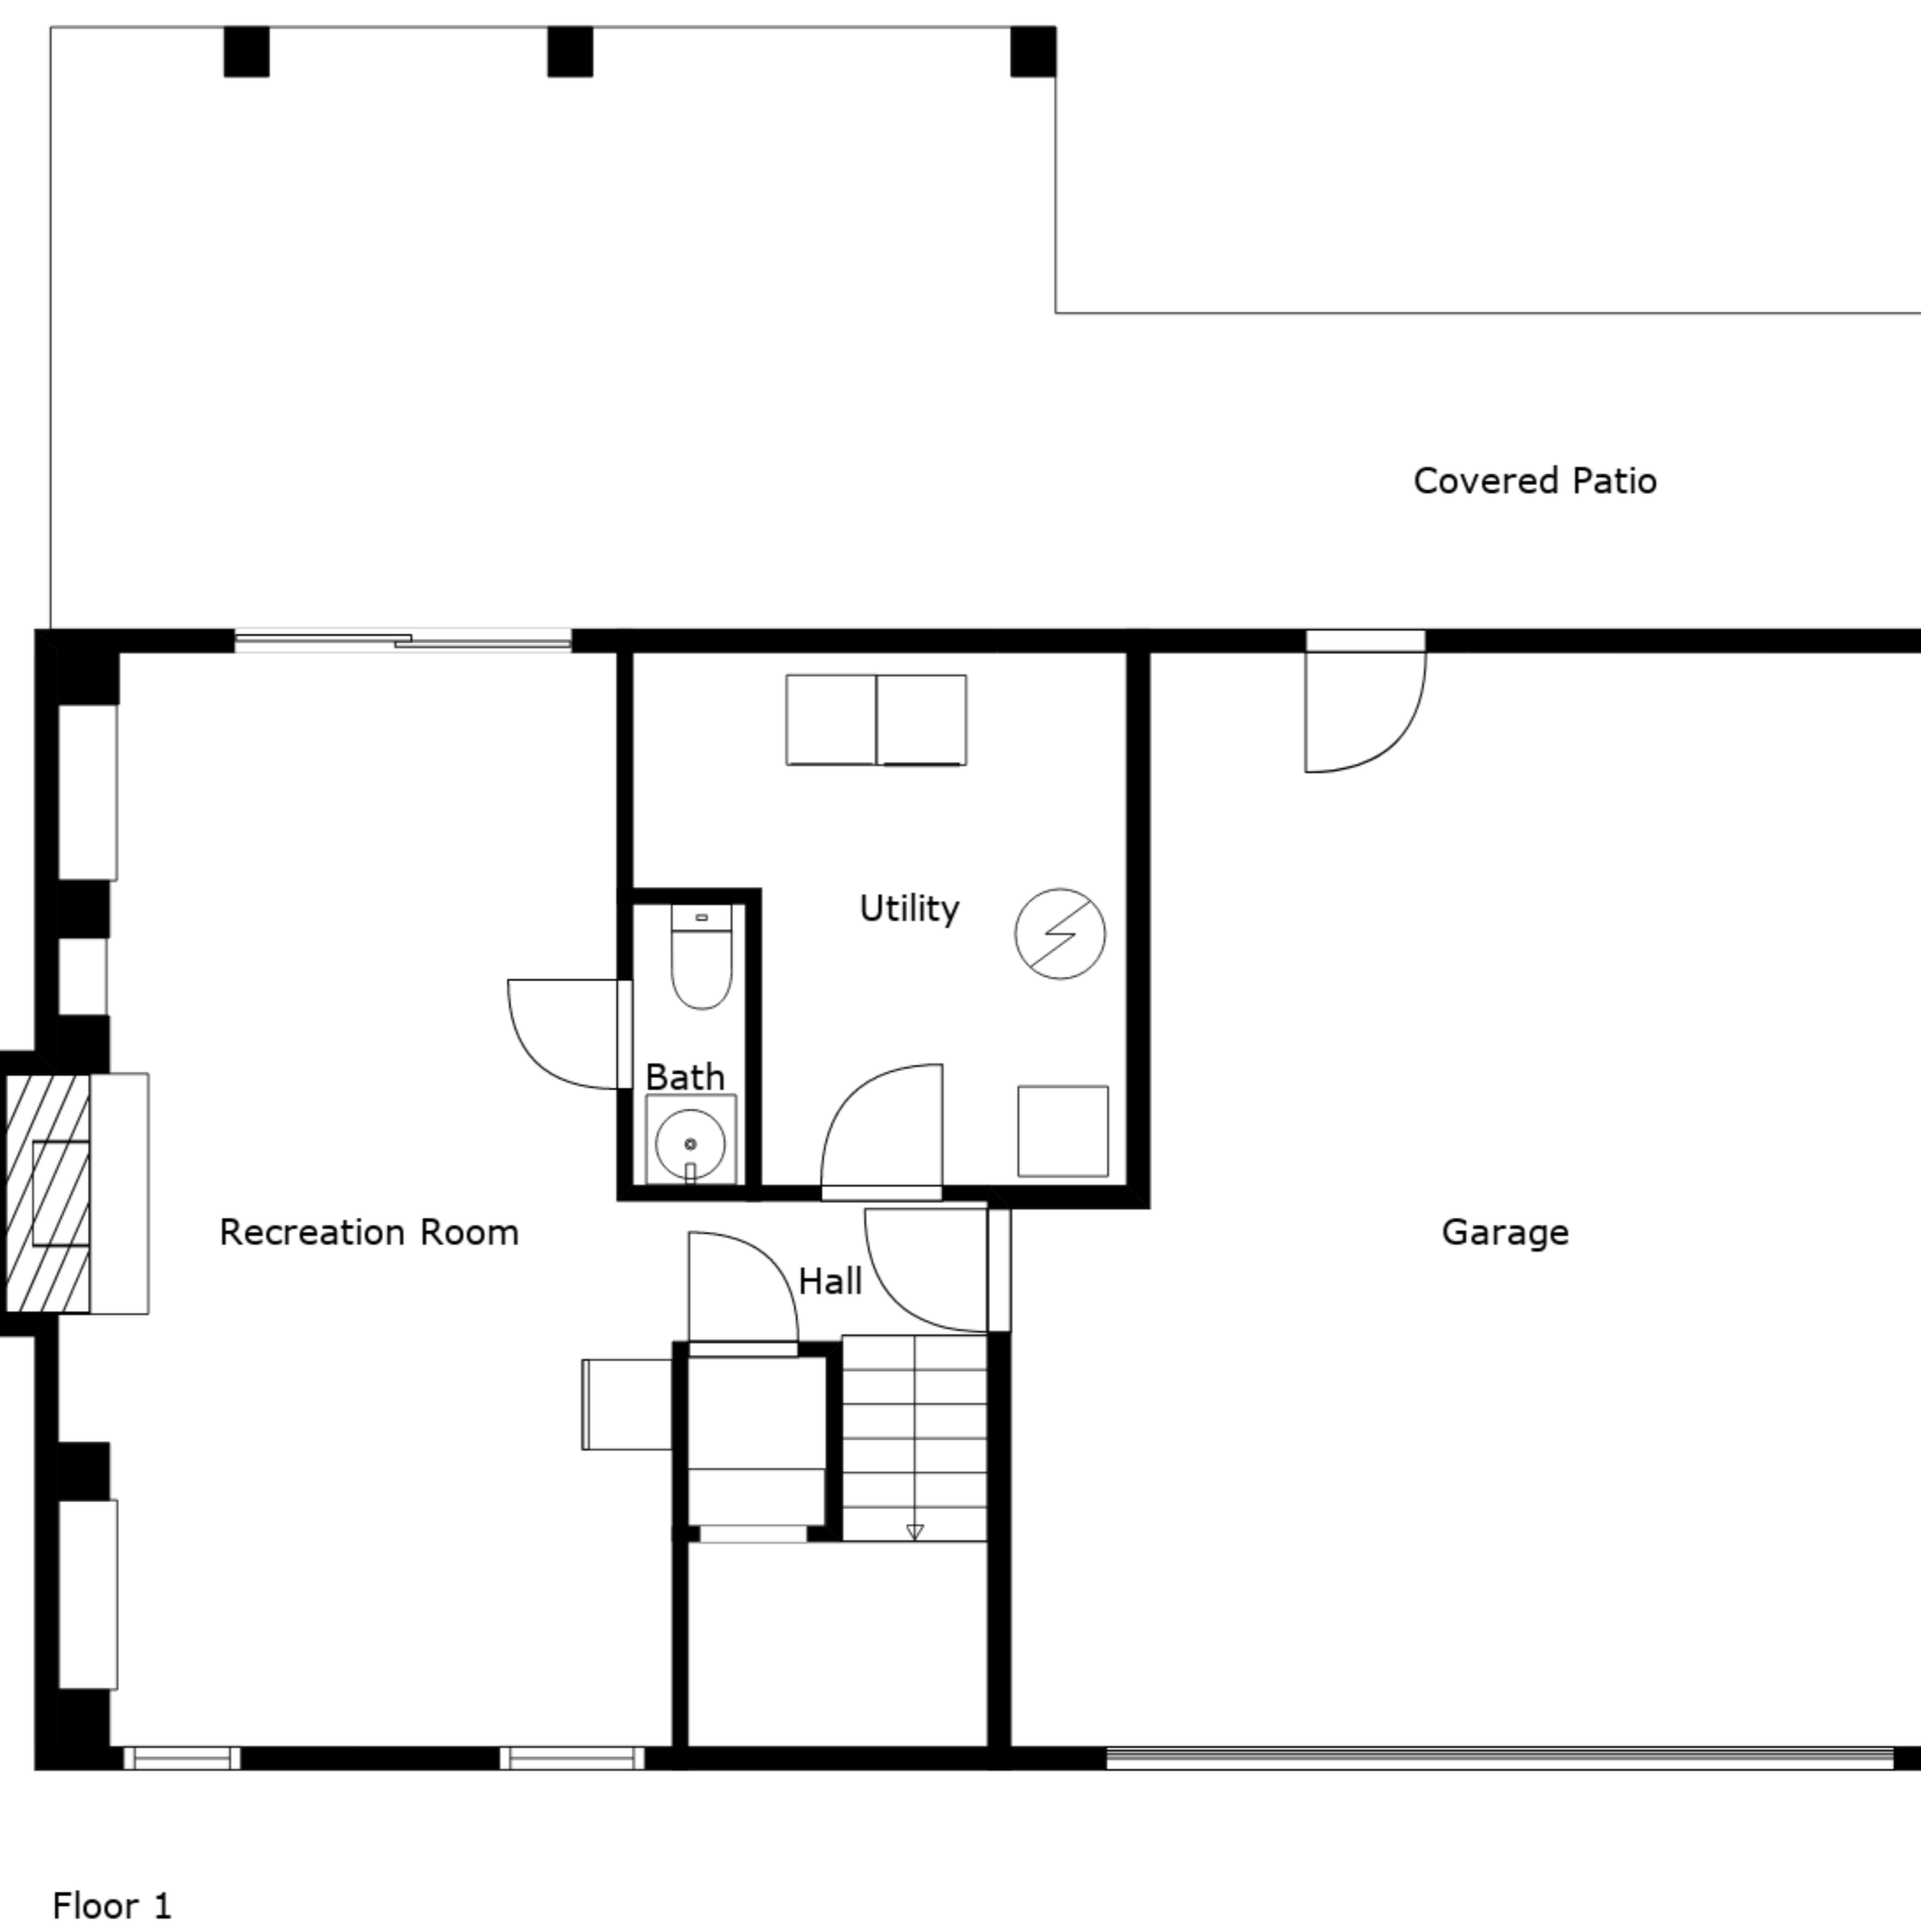 Covered Patio
Utility
Bath
Recreation Room
Hall
Garage
Floor 1